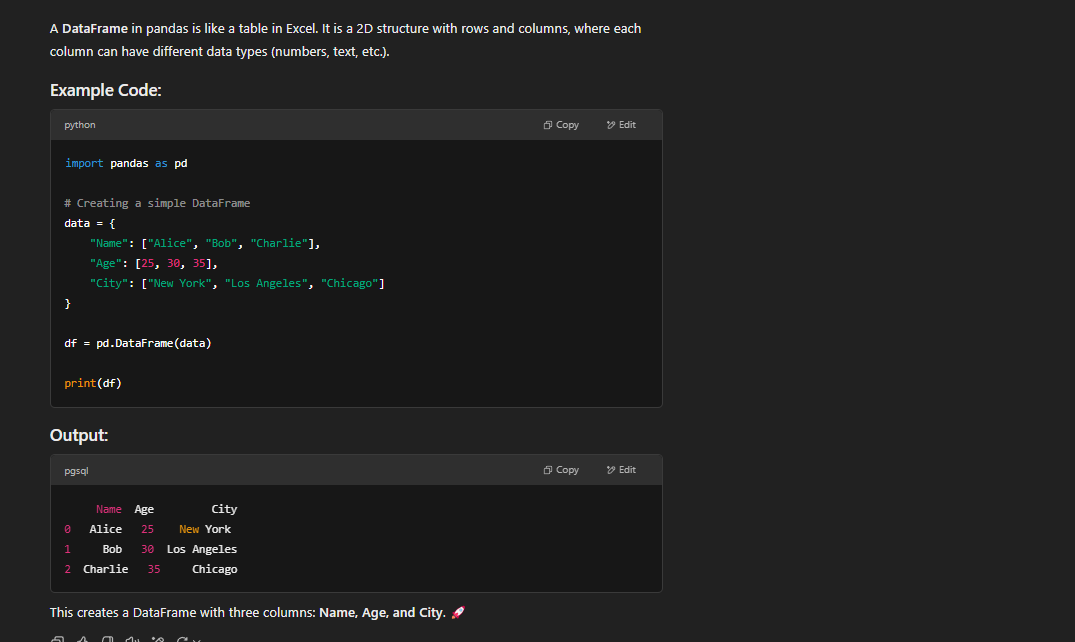 A DataFrame in pandas is like a table in Excel. It is a 2D structure with rows and columns, where each
column can have different data types (numbers, text, etc.).
Example Code:
python Copy Edit
import pandas as pd
# Creating a simple DataFrame
data = {
    "Name": ["Alice", "Bob", "Charlie"],
    "Age": [25, 30, 35],
    "City": ["New York", "Los Angeles", "Chicago"]
}
df = pd.DataFrame(data)
print(df)
Output:
pgsql Copy Edit
     Name  Age         City
0   Alice   25    New York
1     Bob   30  Los Angeles
2  Charlie   35     Chicago
This creates a DataFrame with three columns: Name, Age, and City. 🚀